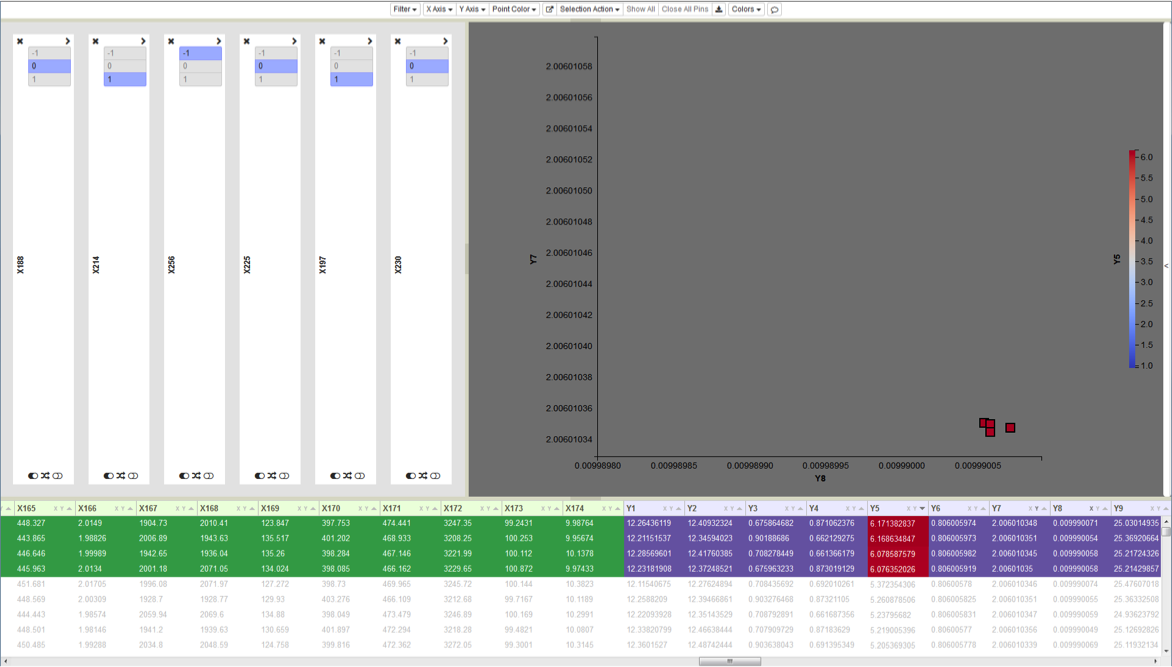 Filter X Axis Y Axis Point Color Selection Action Show All Close All Pins Colors
X188 X214 X256 X225 X197 X230
-1 -1 -1 -1 -1 -1
0 0 0 0 0 0
1 1 1 1 1 1
Y7
2.00601058
2.00601056
2.00601054
2.00601052
2.00601050
2.00601048
2.00601046
2.00601044
2.00601042
2.00601040
2.00601038
2.00601036
2.00601034
0.00998980 0.00998985 0.00998990 0.00998995 0.00999000 0.00999005
Y8
Y5
6.0
5.5
5.0
4.5
4.0
3.5
3.0
2.5
2.0
1.5
1.0
<
X165 X Y X166 X Y X167 X Y X168 X Y X169 X Y X170 X Y X171 X Y X172 X Y X173 X Y X174 X Y Y1 X Y Y2 X Y Y3 X Y Y4 X Y Y5 X Y Y6 X Y Y7 X Y Y8 X Y Y9 X Y
448.327 2.0149 1904.73 2010.41 123.847 397.753 474.441 3247.35 99.2431 9.98764 12.26436119 12.40932324 0.675864682 0.871062376 6.171382837 0.806005974 2.006010348 0.009990071 25.03014935
443.865 1.98826 2006.89 1943.63 135.517 401.202 468.933 3208.25 100.253 9.95674 12.21151537 12.34594023 0.90188686 0.662129275 6.168634847 0.806005973 2.006010351 0.009990054 25.36920664
446.646 1.99989 1942.65 1936.04 135.26 398.284 467.146 3221.99 100.112 10.1378 12.28569601 12.41760385 0.708278449 0.441166179 6.078587579 0.806005982 2.006010345 0.009990058 25.21724326
445.963 2.0134 2001.18 2071.05 134.024 398.085 466.162 3229.65 100.872 9.97433 12.23181908 12.37248521 0.675963233 0.873019129 6.076352026 0.806005919 2.00601035 0.009990058 25.21429857
451.681 2.01705 1996.08 2071.97 127.272 398.73 469.965 3245.72 100.144 10.3823 12.11540675 12.27624894 0.708435692 0.692010261 5.372354306 0.80600578 2.006010346 0.009990074 25.47607018
448.569 2.00309 1928.7 1928.77 129.93 403.276 466.109 3212.68 99.7167 10.1189 12.2588209 12.39466861 0.903276468 0.87321105 5.260878506 0.806005825 2.006010351 0.009990055 25.36332508
444.443 1.98574 2059.94 2069.6 134.88 398.049 473.479 3246.89 100.169 10.2991 12.22093928 12.35143529 0.708792891 0.661687356 5.23795682 0.806005831 2.006010347 0.009990059 24.93623792
448.501 1.98146 1941.2 1939.63 130.659 401.897 472.294 3218.28 99.4821 10.0807 12.33820799 12.46638444 0.707909729 0.87183629 5.219005396 0.80600577 2.006010356 0.009990049 25.12692826
450.485 1.99288 2034.8 2048.59 124.758 399.816 472.362 3272.05 99.3001 10.3145 12.3601527 12.48742444 0.903638043 0.691395349 5.205369305 0.806005778 2.006010339 0.009990069 25.11932134